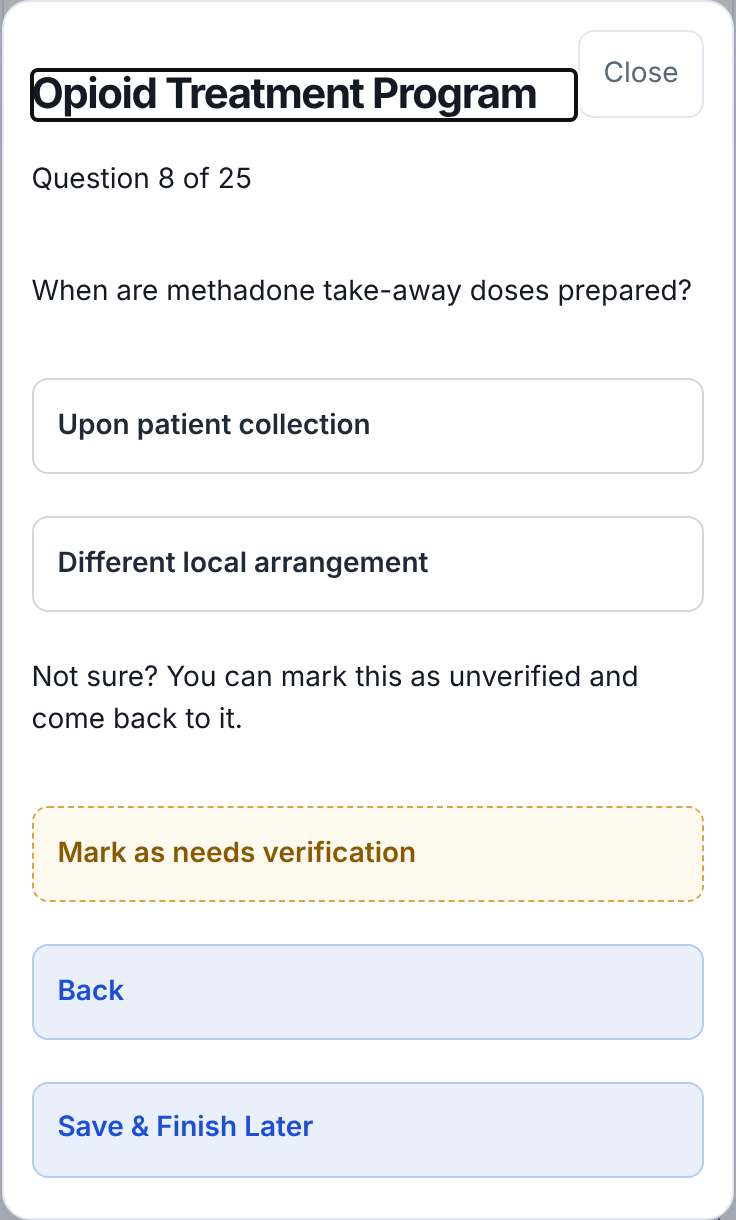 Opioid Treatment Program
Close
Question 8 of 25
When are methadone take-away doses prepared?
Upon patient collection
Different local arrangement
Not sure? You can mark this as unverified and
come back to it.
Mark as needs verification
Back
Save & Finish Later